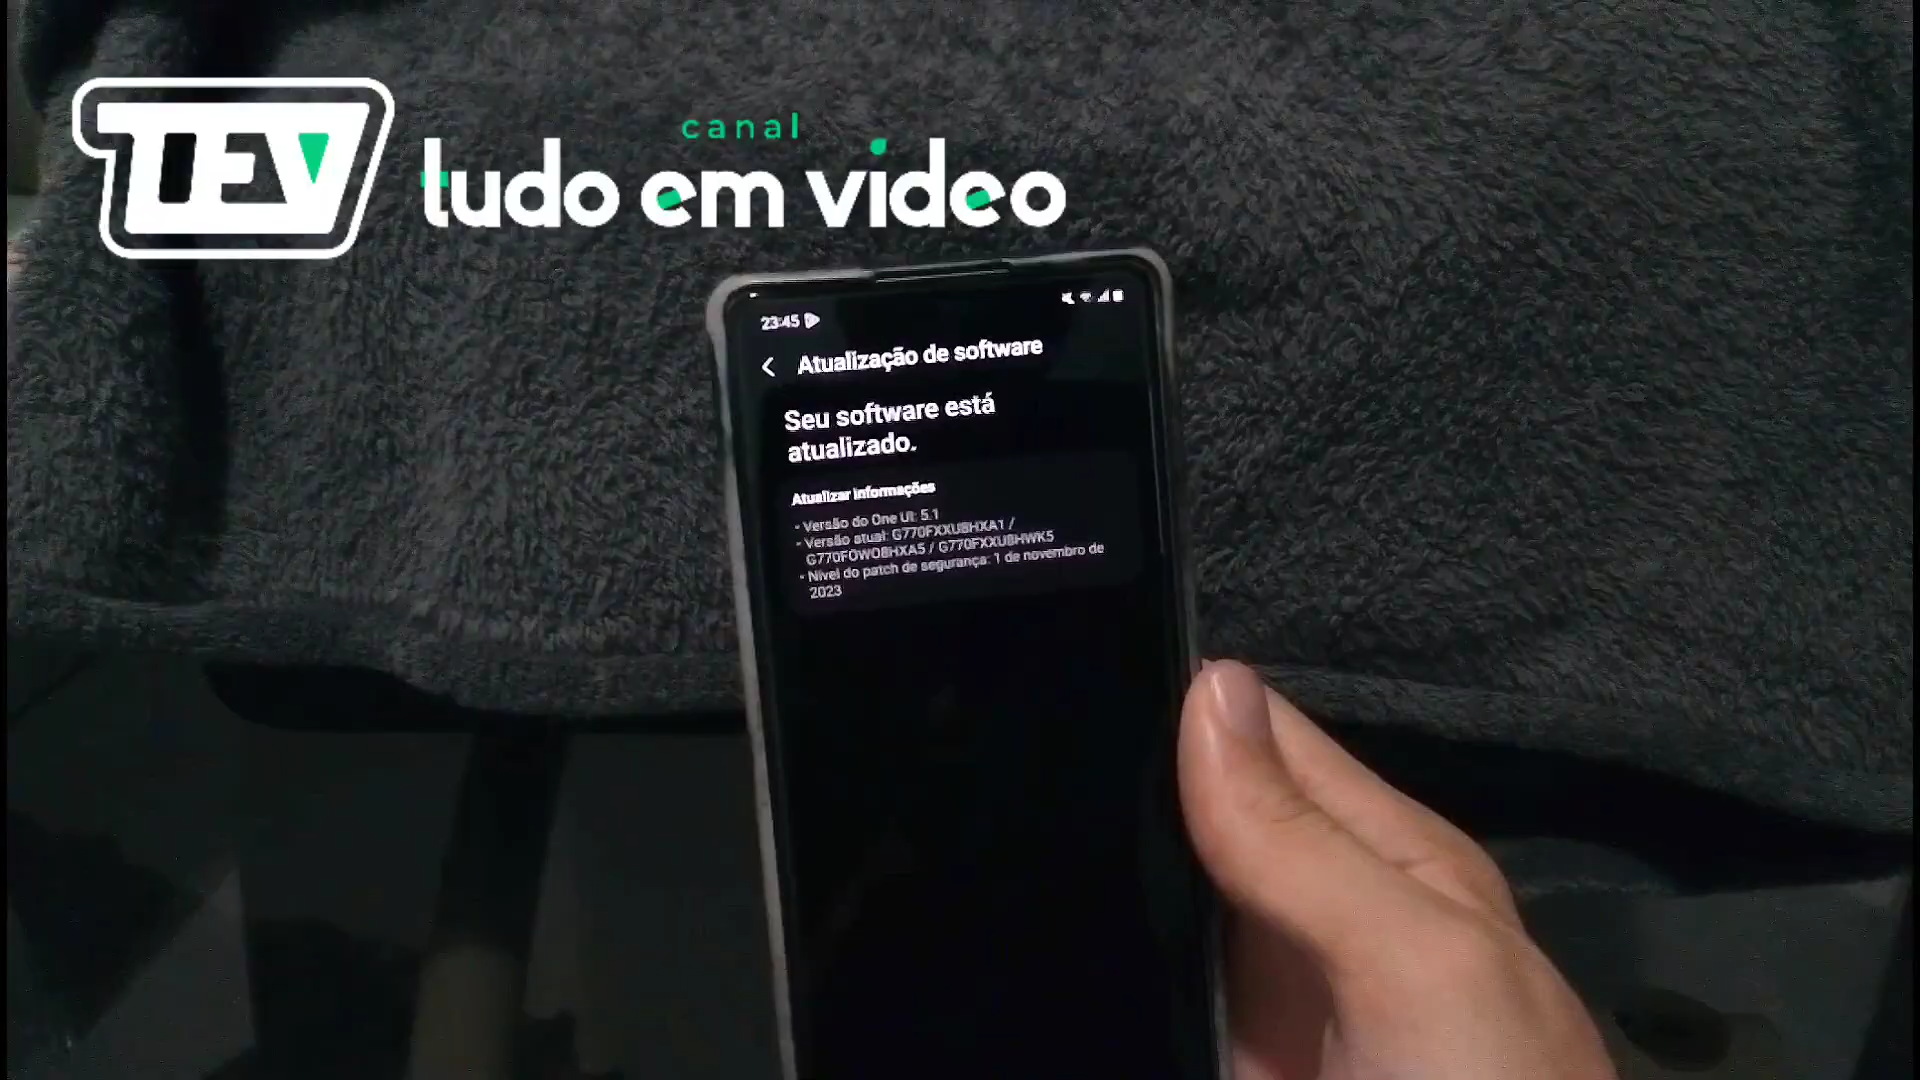 TEV
canal
tudo em vídeo
23:45
Atualização de software
Seu software está
atualizado.
Atualizar informações
• Versão do One UI: 5.1
• Versão atual: G770FXXU8HXA1 /
G770FOWO8HXA5 / G770FXXU8HWK5
• Nível do patch de segurança: 1 de novembro de
2023